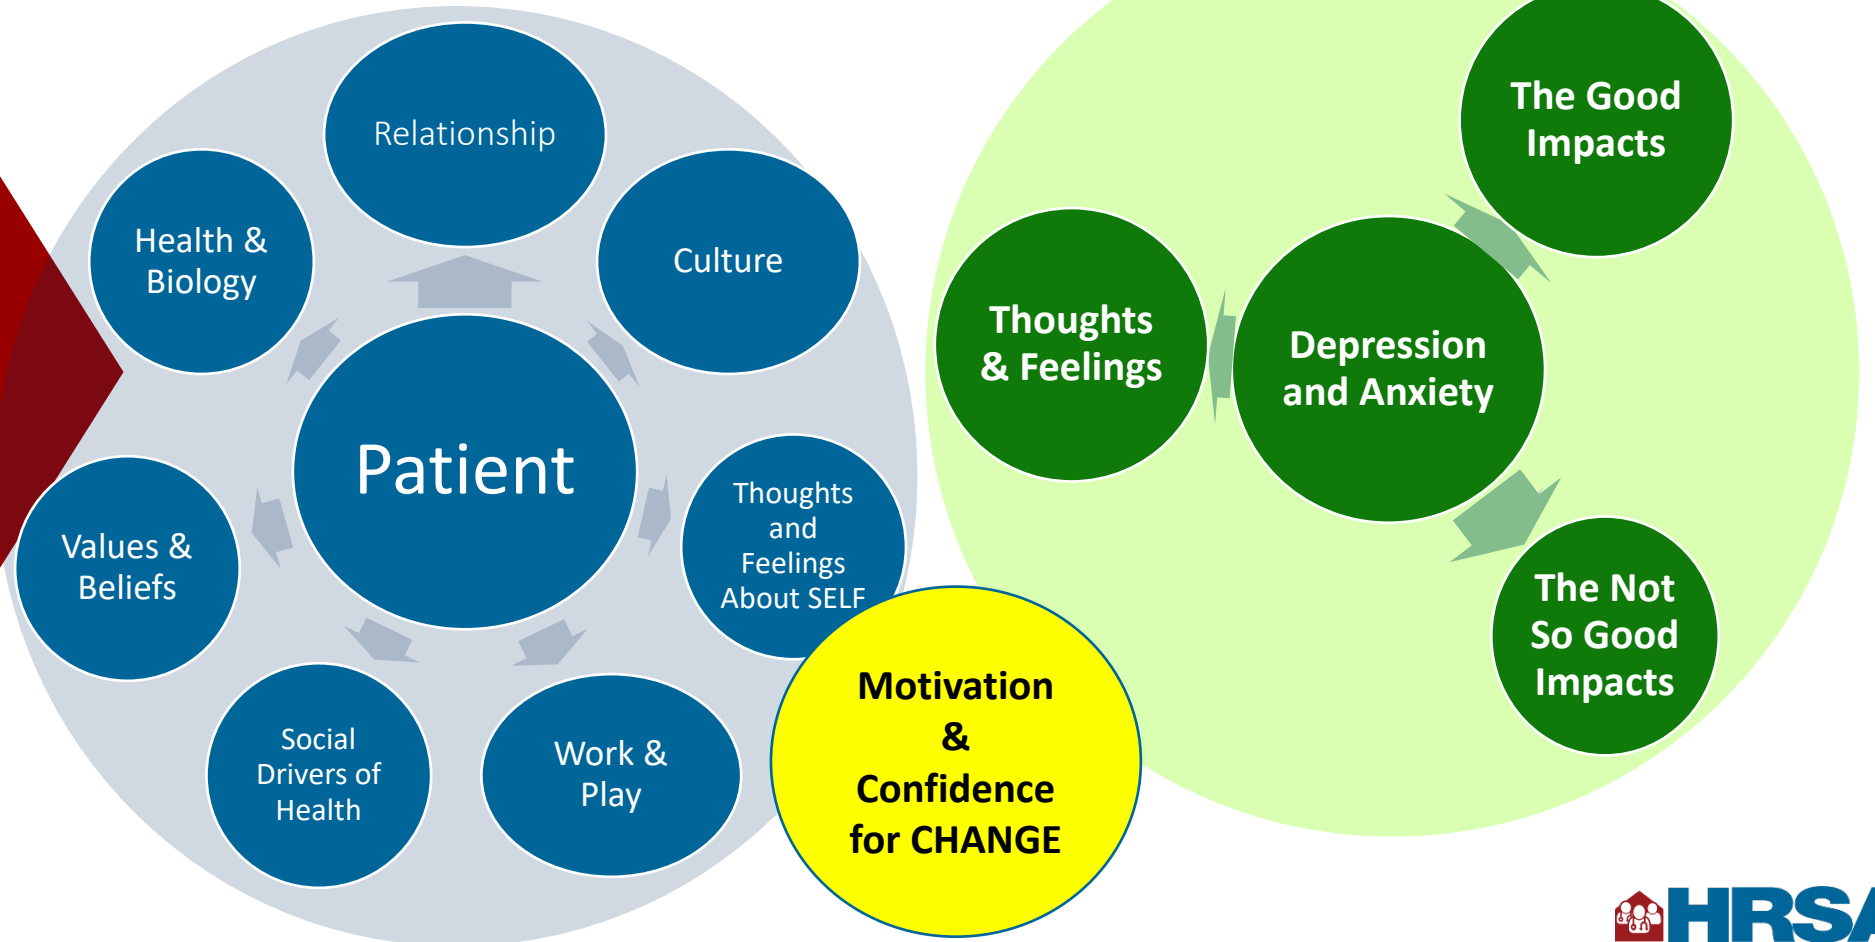 Relationship
Health &
Biology
Culture
Patient
Thoughts
and
Feelings
About SELF
Values &
Beliefs
Social
Drivers of
Health
Work &
Play
Motivation
&
Confidence
for CHANGE
The Good
Impacts
Thoughts
& Feelings
Depression
and Anxiety
The Not
So Good
Impacts
HRSA